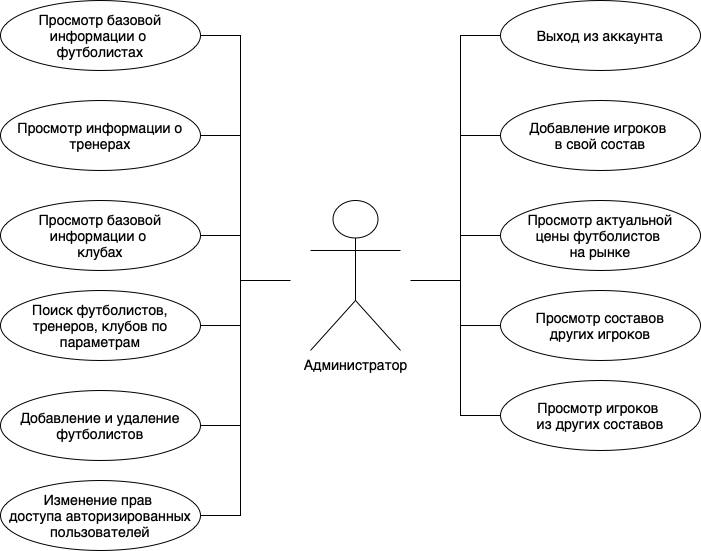 Просмотр базовой
информации о
футболистах
Просмотр информации о
тренерах
Просмотр базовой
информации о
клубах
Поиск футболистов,
тренеров, клубов по
параметрам
Добавление и удаление
футболистов
Изменение прав
доступа авторизированных
пользователей
Администратор
Выход из аккаунта
Добавление игроков
в свой состав
Просмотр актуальной
цены футболистов
на рынке
Просмотр составов
других игроков
Просмотр игроков
из других составов